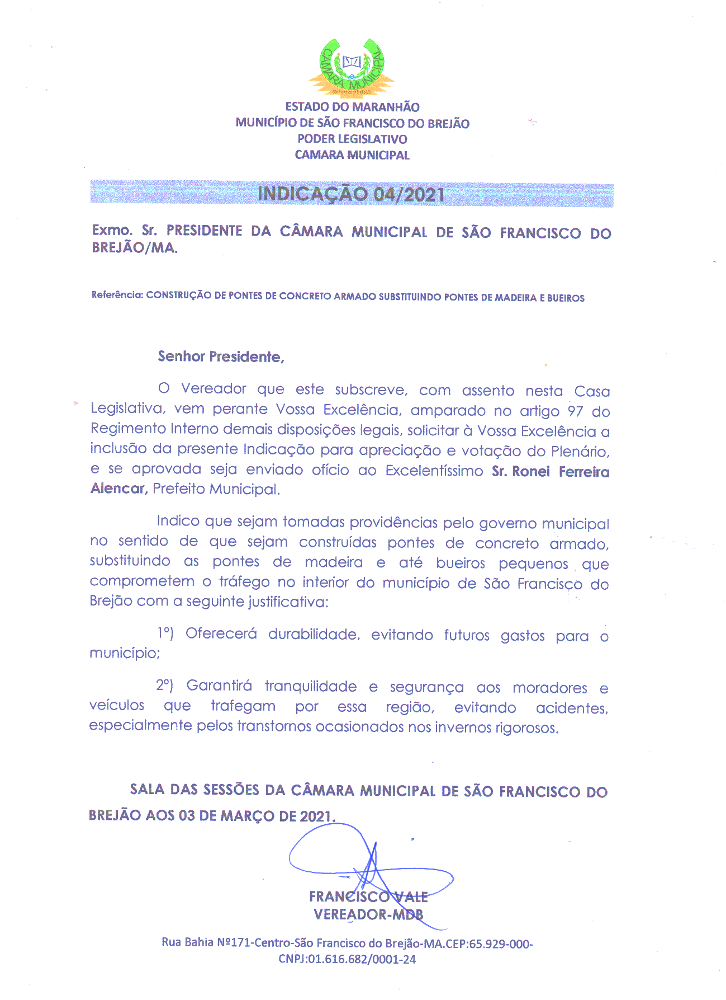 CÂMARA MUNICIPAL
São Francisco do Brejão-MA
ESTADO DO MARANHÃO
MUNICÍPIO DE SÃO FRANCISCO DO BREJÃO
PODER LEGISLATIVO
CAMARA MUNICIPAL
INDICAÇÃO 04/2021
Exmo. Sr. PRESIDENTE DA CÂMARA MUNICIPAL DE SÃO FRANCISCO DO
BREJÃO/MA.
Referência: CONSTRUÇÃO DE PONTES DE CONCRETO ARMADO SUBSTITUINDO PONTES DE MADEIRA E BUEIROS
Senhor Presidente,
O Vereador que este subscreve, com assento nesta Casa
Legislativa, vem perante Vossa Excelência, amparado no artigo 97 do
Regimento Interno demais disposições legais, solicitar à Vossa Excelência a
inclusão da presente Indicação para apreciação e votação do Plenário,
e se aprovada seja enviado ofício ao Excelentíssimo Sr. Ronei Ferreira
Alencar, Prefeito Municipal.
Indico que sejam tomadas providências pelo governo municipal
no sentido de que sejam construídas pontes de concreto armado,
substituindo as pontes de madeira e até bueiros pequenos que
comprometem o tráfego no interior do município de São Francisco do
Brejão com a seguinte justificativa:
1º) Oferecerá durabilidade, evitando futuros gastos para o
município;
2º) Garantirá tranquilidade e segurança aos moradores e
veículos que trafegam por essa região, evitando acidentes,
especialmente pelos transtornos ocasionados nos invernos rigorosos.
SALA DAS SESSÕES DA CÂMARA MUNICIPAL DE SÃO FRANCISCO DO
BREJÃO AOS 03 DE MARÇO DE 2021.
FRANCISCO VALE
VEREADOR-MDB
Rua Bahia Nº171-Centro-São Francisco do Brejão-MA.CEP:65.929-000-
CNPJ:01.616.682/0001-24